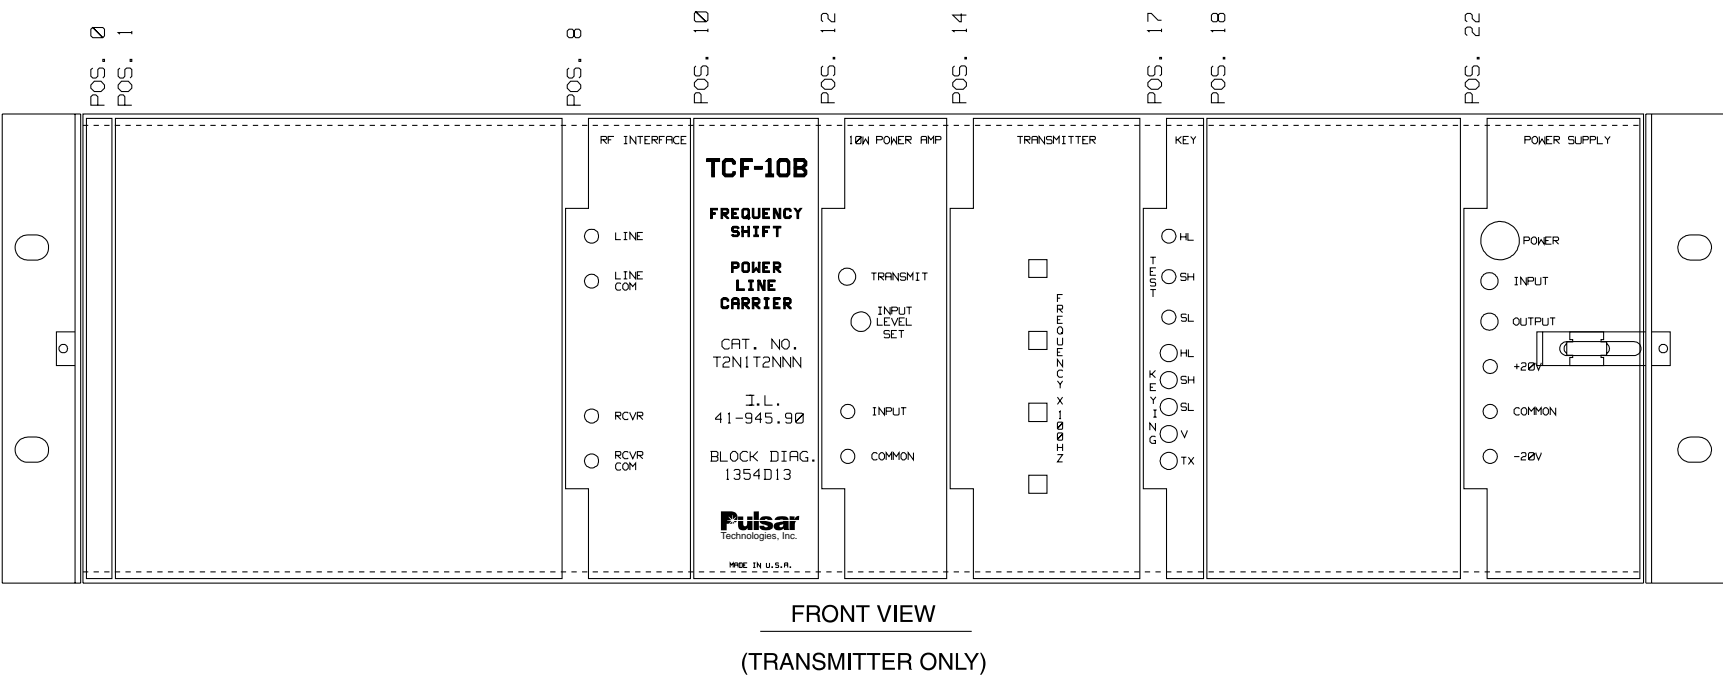 POS. 0
POS. 1
POS. 8
POS. 10
POS. 12
POS. 14
POS. 17
POS. 18
POS. 22
RF INTERFACE
LINE
LINE
COM
RCVR
RCVR
COM
TCF-10B
FREQUENCY
SHIFT
POWER
LINE
CARRIER
CAT. NO.
T2N1T2NNN
I.L.
41-945.90
BLOCK DIAG.
1354D13
Pulsar
Technologies, Inc.
MADE IN U.S.A.
10W POWER AMP
TRANSMIT
INPUT
LEVEL
SET
INPUT
COMMON
TRANSMITTER
FREQUENCY X100HZ
KEY
TEST
HL
SH
SL
KEYING
HL
SH
SL
V
TX
POWER SUPPLY
POWER
INPUT
OUTPUT
+20V
COMMON
-20V
FRONT VIEW
(TRANSMITTER ONLY)